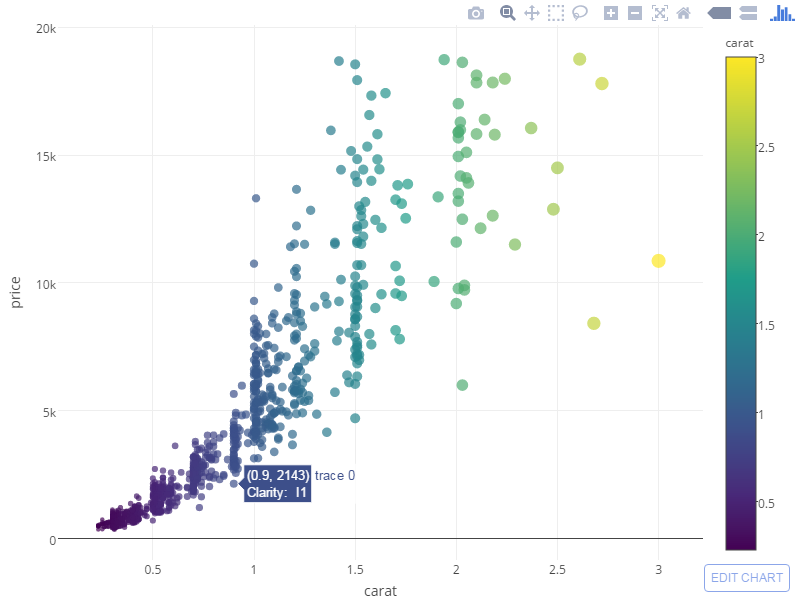 carat
20k
15k
10k
5k
0
price
0.5
1
1.5
2
2.5
3
carat
3
2.5
2
1.5
1
0.5
(0.9, 2143) trace 0
Clarity: I1
EDIT CHART